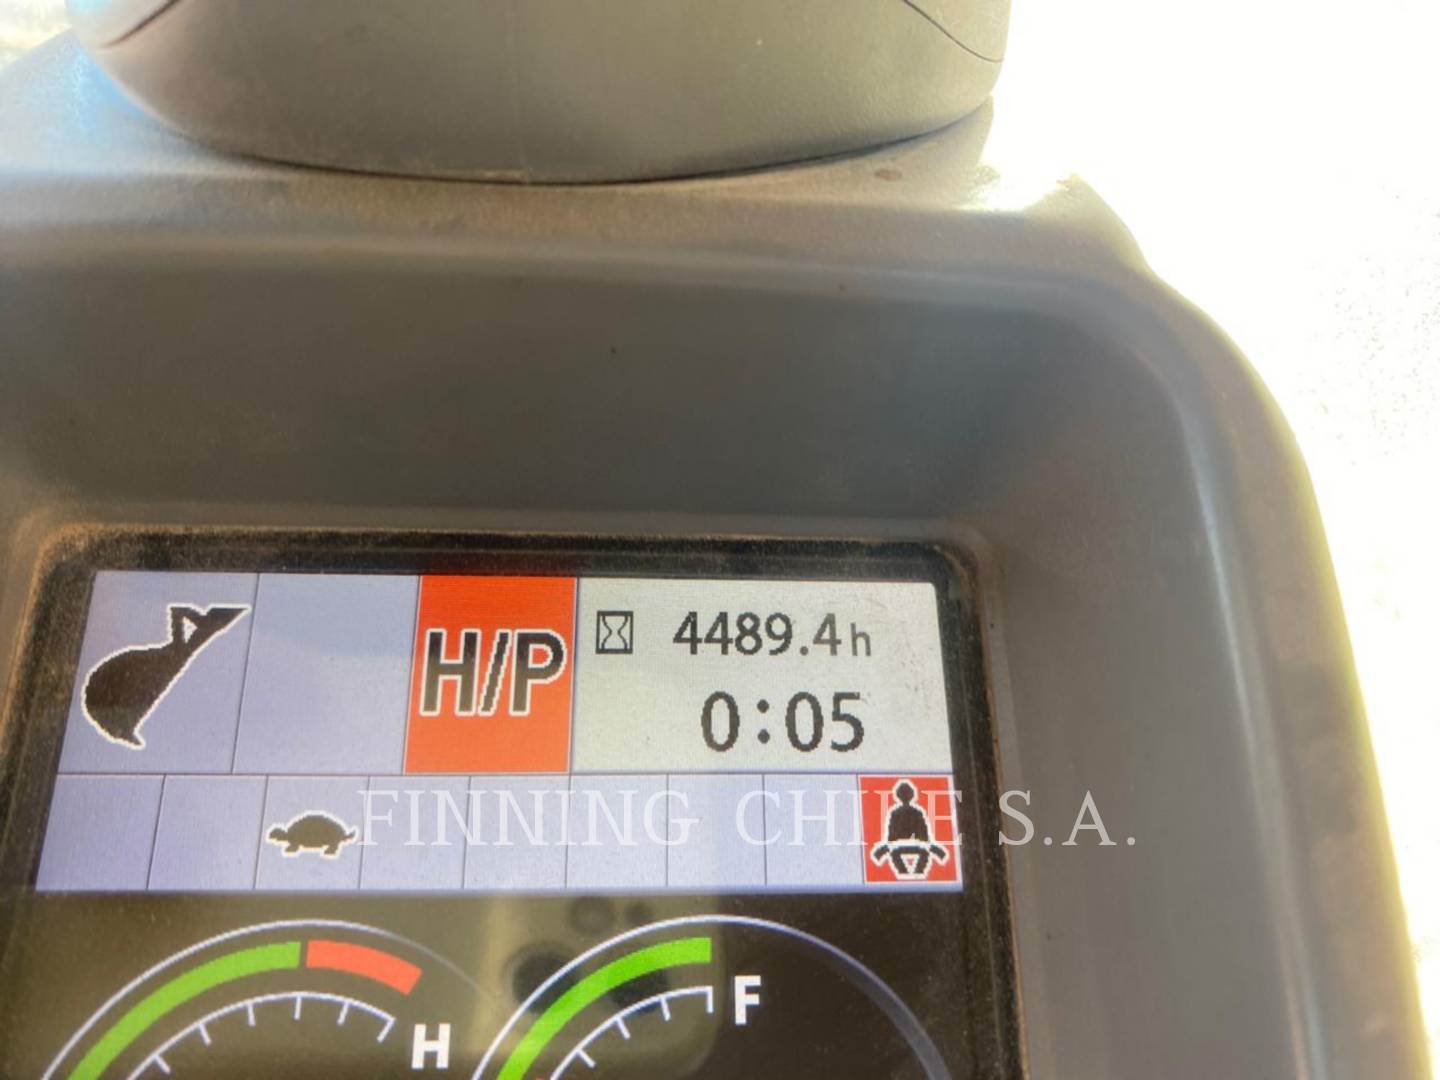 H/P
4489.4h
0:05
FINNING CHILE S.A.
H
F